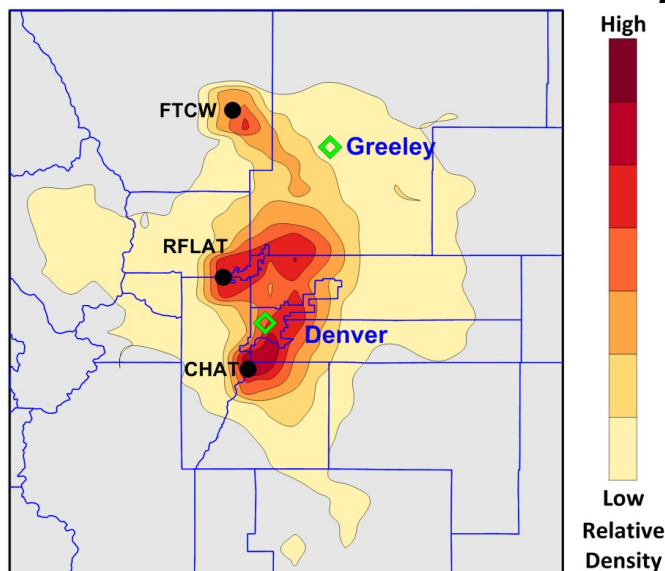 High
FTCW
Greeley
RFLAT
Denver
CHAT
Low
Relative
Density